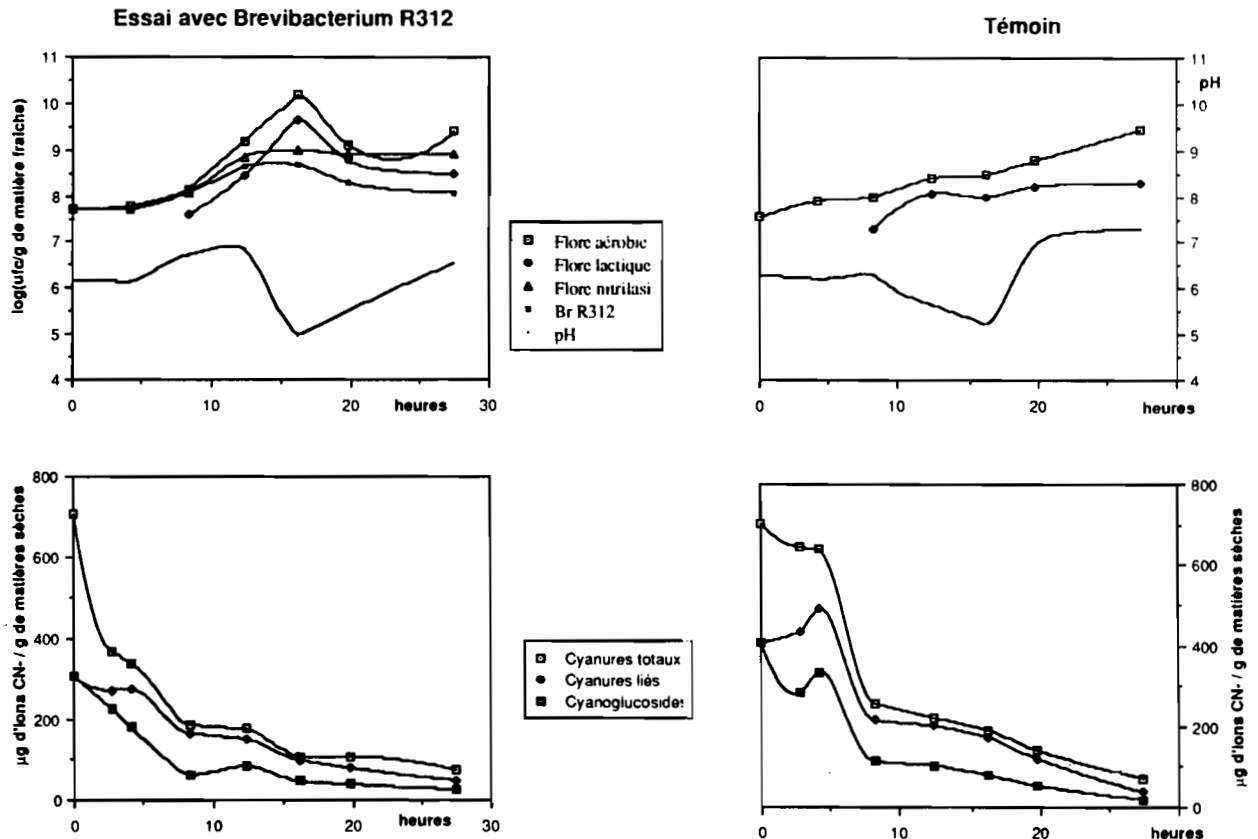 Essai avec Brevibacterium R312
Témoin
11
10
9
8
7
6
5
4
log(ufc/g de matière fraîche)
0
10
20
heures
30
Flore aérobie
Flore lactique
Flore nitrilasi
Br R312
pH
11
pH
10
9
8
7
6
5
4
0
10
20
heures
800
600
400
200
0
µg d'ions CN- / g de matières sèches
0
10
20
heures
30
Cyanures totaux
Cyanures liés
Cyanoglucosides
800
600
400
200
0
µg d'ions CN- / g de matières sèches
0
10
20
heures